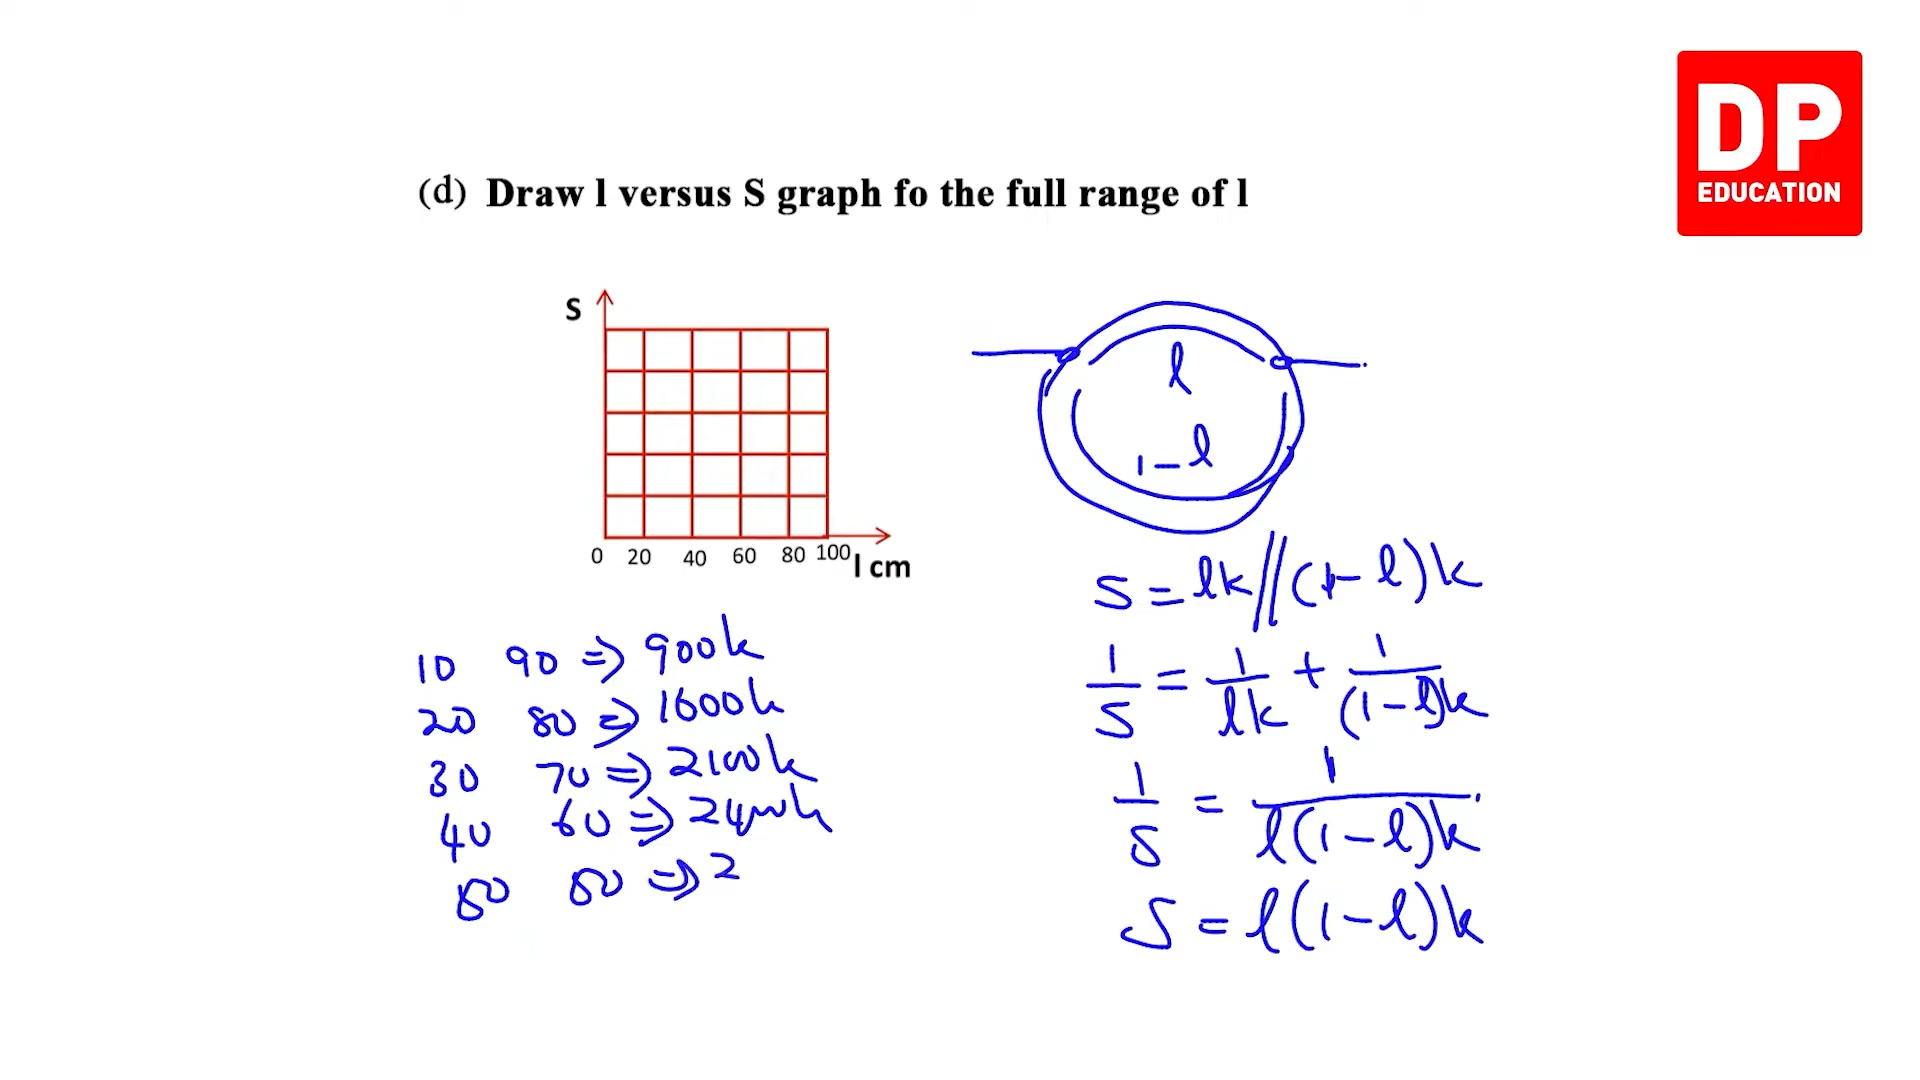 DP
EDUCATION
(d) Draw l versus S graph fo the full range of l
S
0 20 40 60 80 100
l cm
l
1-l
S = lk // (1-l)k
1/S = 1/lk + 1/(1-l)k
1/S = 1/l(1-l)k
S = l(1-l)k
10 90 => 900k
20 80 => 1600k
30 70 => 2100k
40 60 => 2400k
50 50 => 2